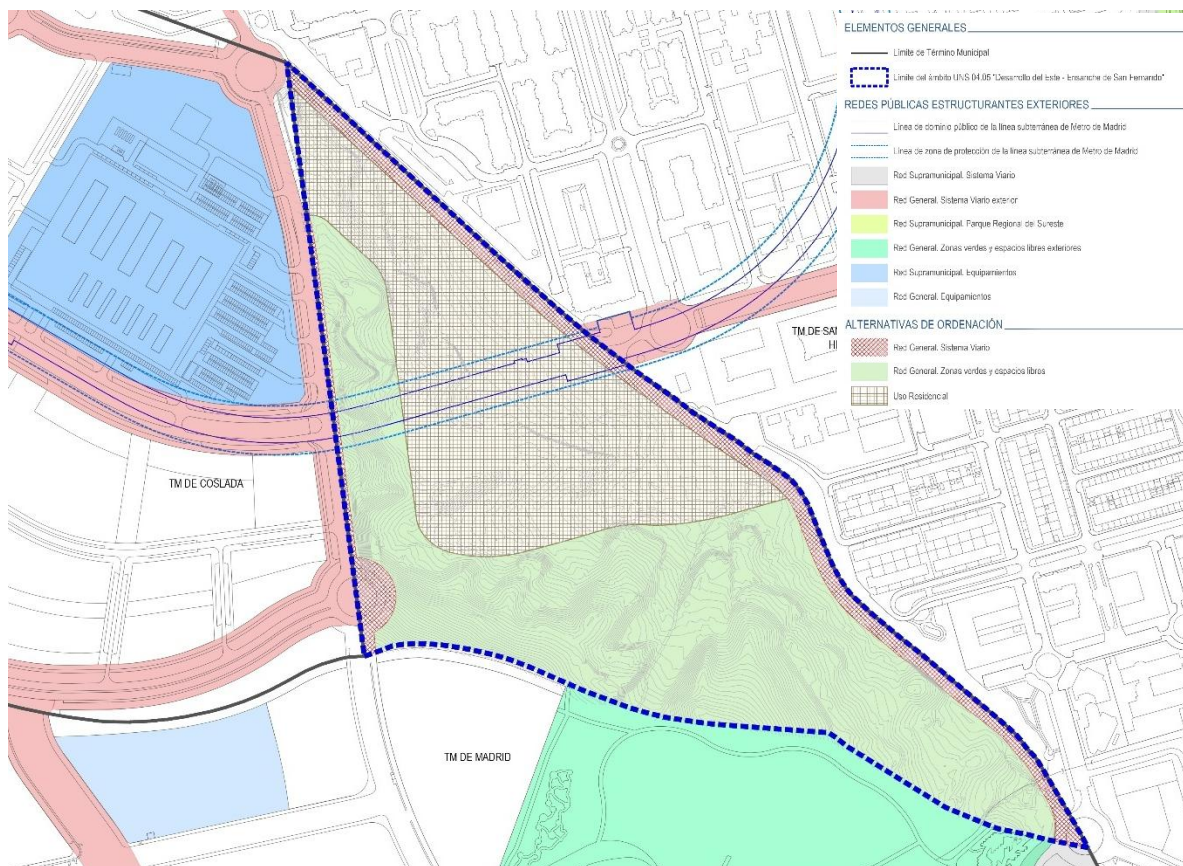 ELEMENTOS GENERALES
Límite de Término Municipal
Límite del ámbito UNS 04.05 "Desarrollo del Este - Ensanche de San Fernando"
REDES PÚBLICAS ESTRUCTURANTES EXTERIORES
Línea de dominio público de la línea subterránea de Metro de Madrid
Línea de zona de protección de la línea subterránea de Metro de Madrid
Red Supramunicipal. Sistema Viario
Red General. Sistema Viario exterior
Red Supramunicipal. Parque Regional del Sureste
Red General. Zonas verdes y espacios libres exteriores
Red Supramunicipal. Equipamientos
Red General. Equipamientos
ALTERNATIVAS DE ORDENACIÓN
Red General. Sistema Viario
Red General. Zonas verdes y espacios libres
Uso Residencial
TM DE SA
TM DE COSLADA
TM DE MADRID